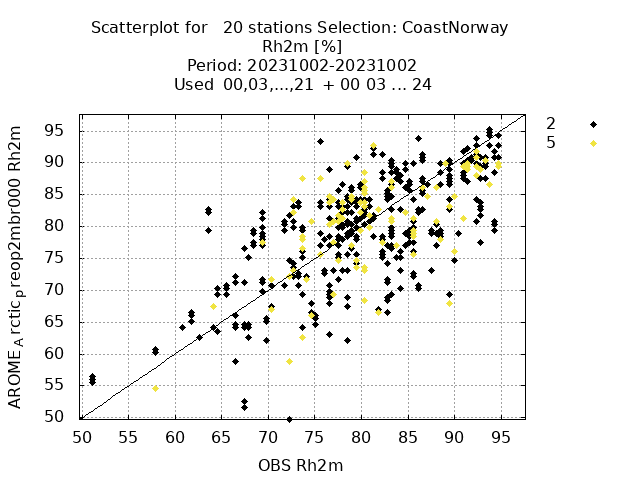 Scatterplot for   20 stations Selection: CoastNorway
Rh2m [%]
Period: 20231002-20231002
Used  00,03,...,21  + 00 03 ... 24
2
5
AROME_Arctic_preop2mbr000 Rh2m
95
90
85
80
75
70
65
60
55
50
50 55 60 65 70 75 80 85 90 95
OBS Rh2m